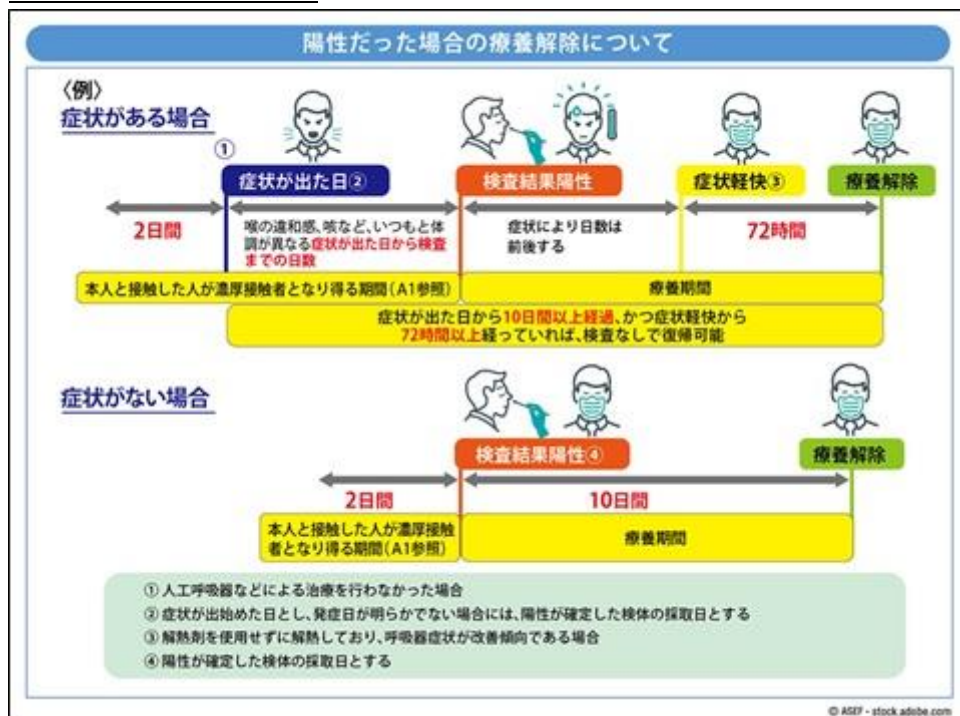 陽性だった場合の療養解除について
〈例〉
症状がある場合
①
症状が出た日②
検査結果陽性
症状軽快③
療養解除
2日間
喉の違和感、咳など、いつもと体
調が異なる症状が出た日から検査
までの日数
症状により日数は
前後する
72時間
本人と接触した人が濃厚接触者となり得る期間(A1参照)
療養期間
症状が出た日から10日間以上経過、かつ症状軽快から
72時間以上経っていれば、検査なしで復帰可能
症状がない場合
検査結果陽性④
療養解除
2日間
10日間
本人と接触した人が濃厚接触
者となり得る期間(A1参照)
療養期間
①人工呼吸器などによる治療を行わなかった場合
②症状が出始めた日とし、発症日が明らかでない場合には、陽性が確定した検体の採取日とする
③解熱剤を使用せずに解熱しており、呼吸器症状が改善傾向である場合
④陽性が確定した検体の採取日とする
© ASEF - stock.adobe.com